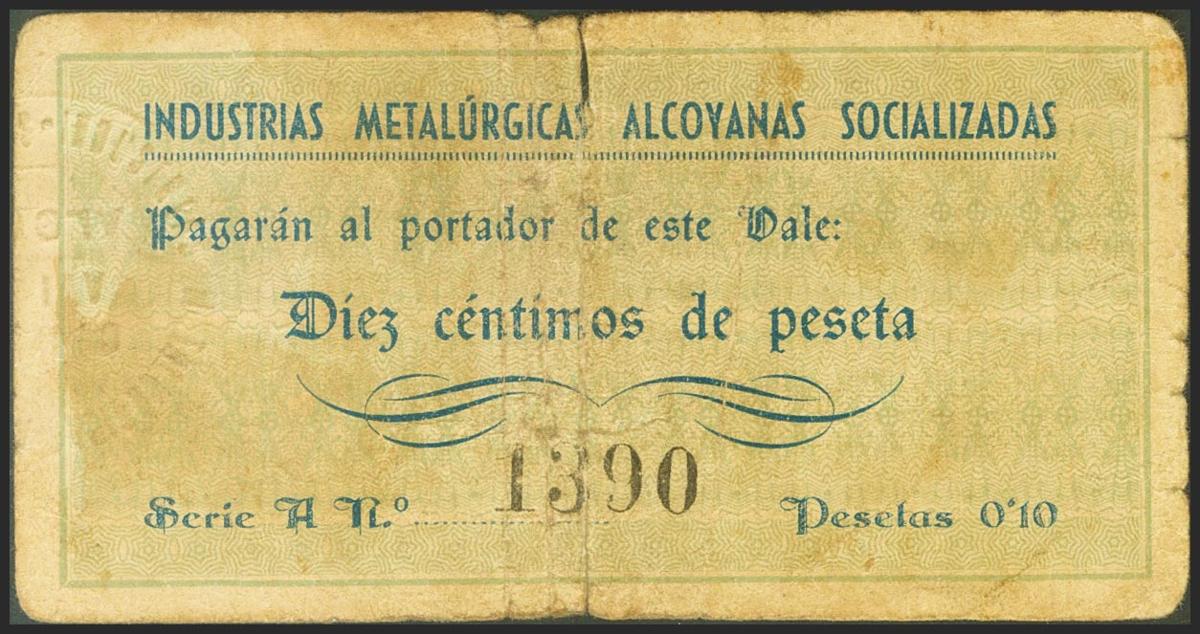 INDUSTRIAS METALÚRGICAS ALCOYANAS SOCIALIZADAS
Pagarán al portador de este Vale:
Diez céntimos de peseta
1390
Serie A N.º Pesetas 0'10